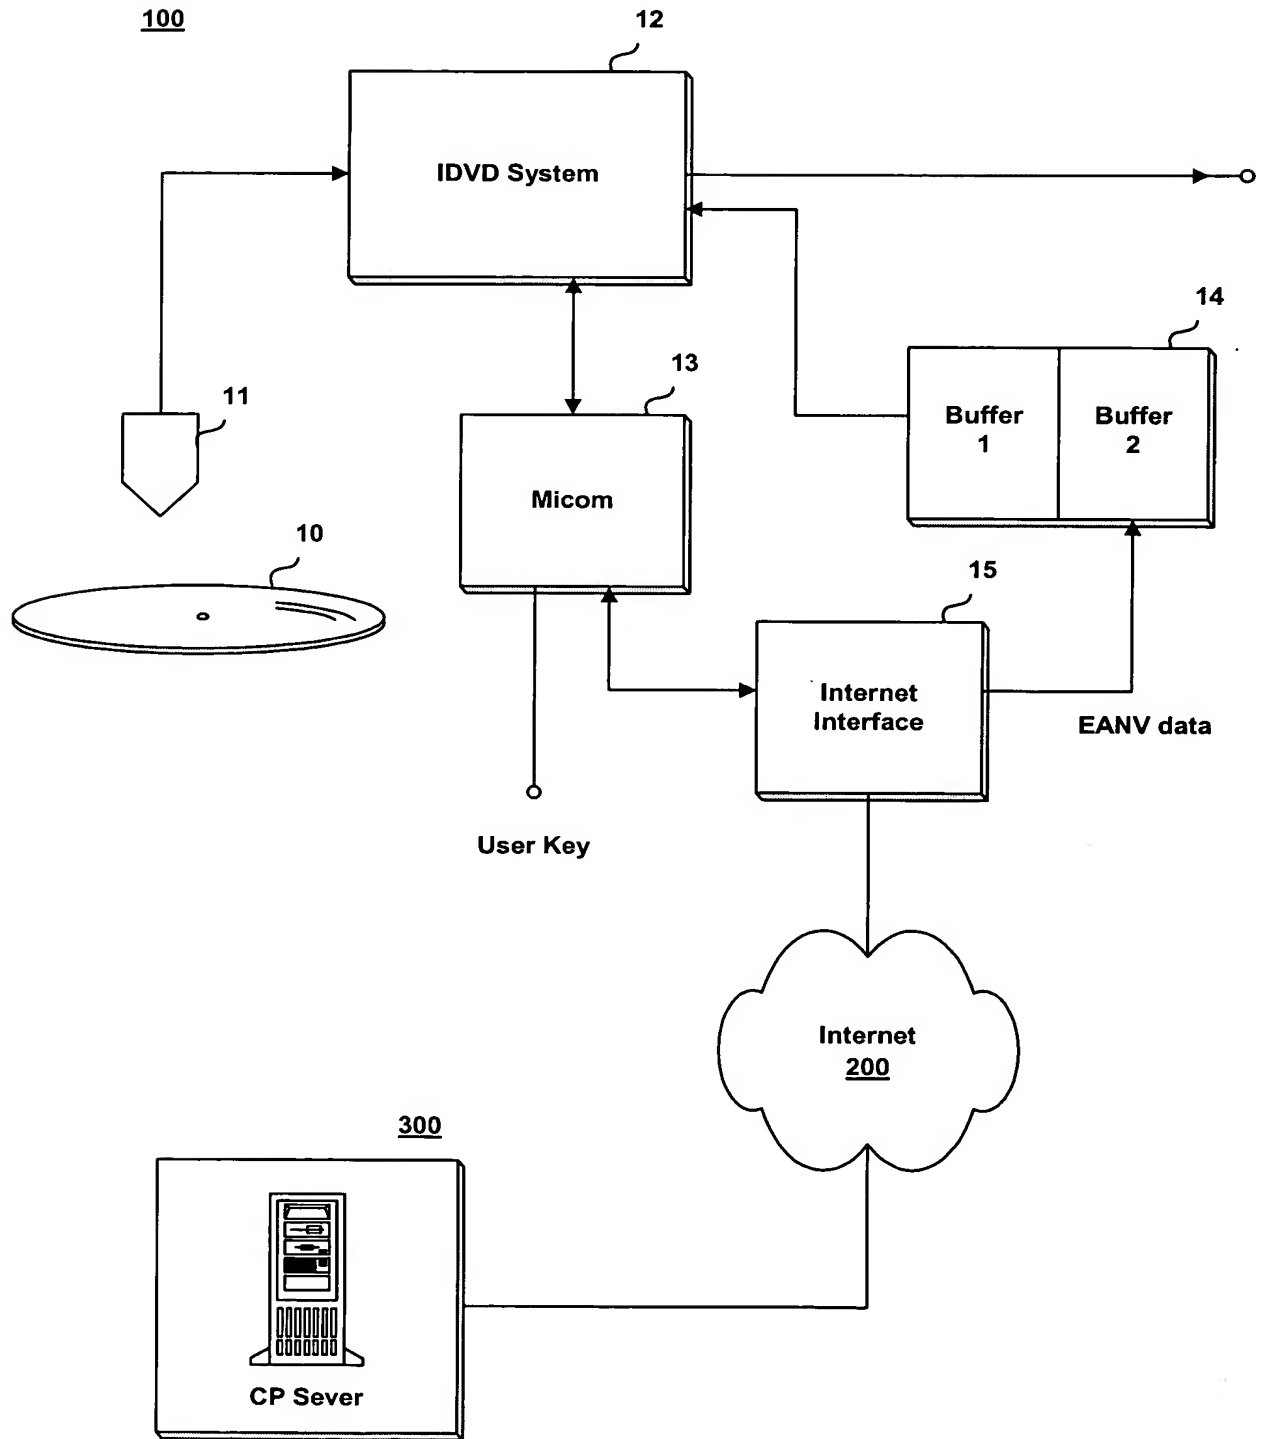 100
12
IDVD System
14
13
11
Buffer
1
Buffer
2
Micom
10
15
Internet
Interface
EANV data
User Key
Internet
200
300
CP Sever